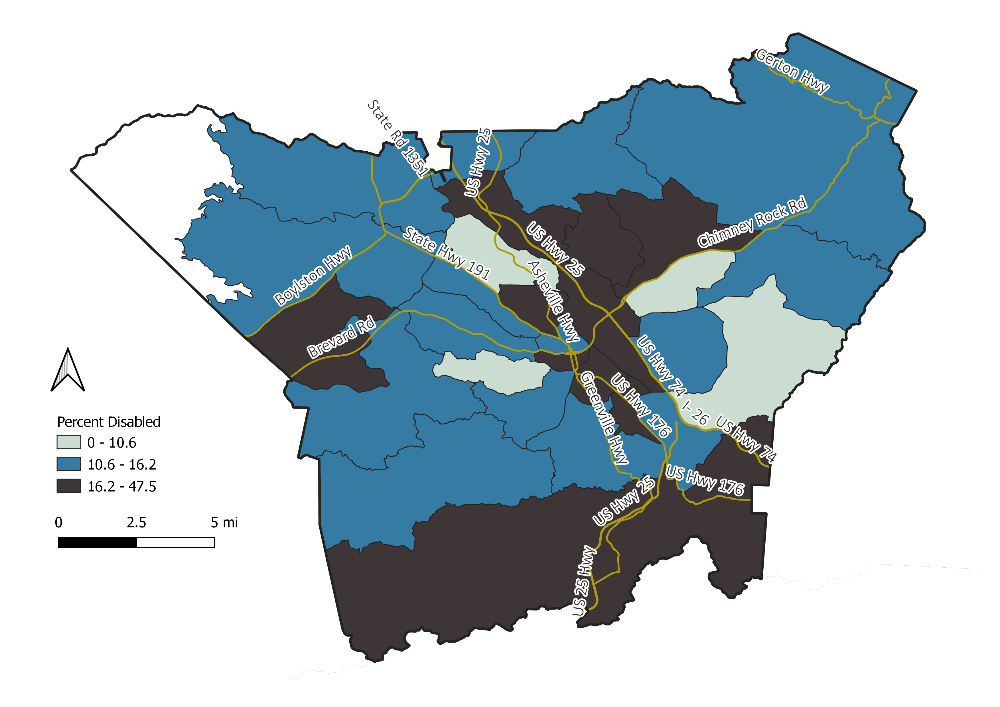 Gerton Hwy
State Rd 1351
US Hwy 25
Chimney Rock Rd
US Hwy 25
State Hwy 191
Boylston Hwy
Asheville Hwy
Brevard Rd
US Hwy 74
I- 26
US Hwy 74
US Hwy 176
Greenville Hwy
US Hwy 176
US Hwy 25
US 25 Hwy
Percent Disabled
0 - 10.6
10.6 - 16.2
16.2 - 47.5
0 2.5 5 mi